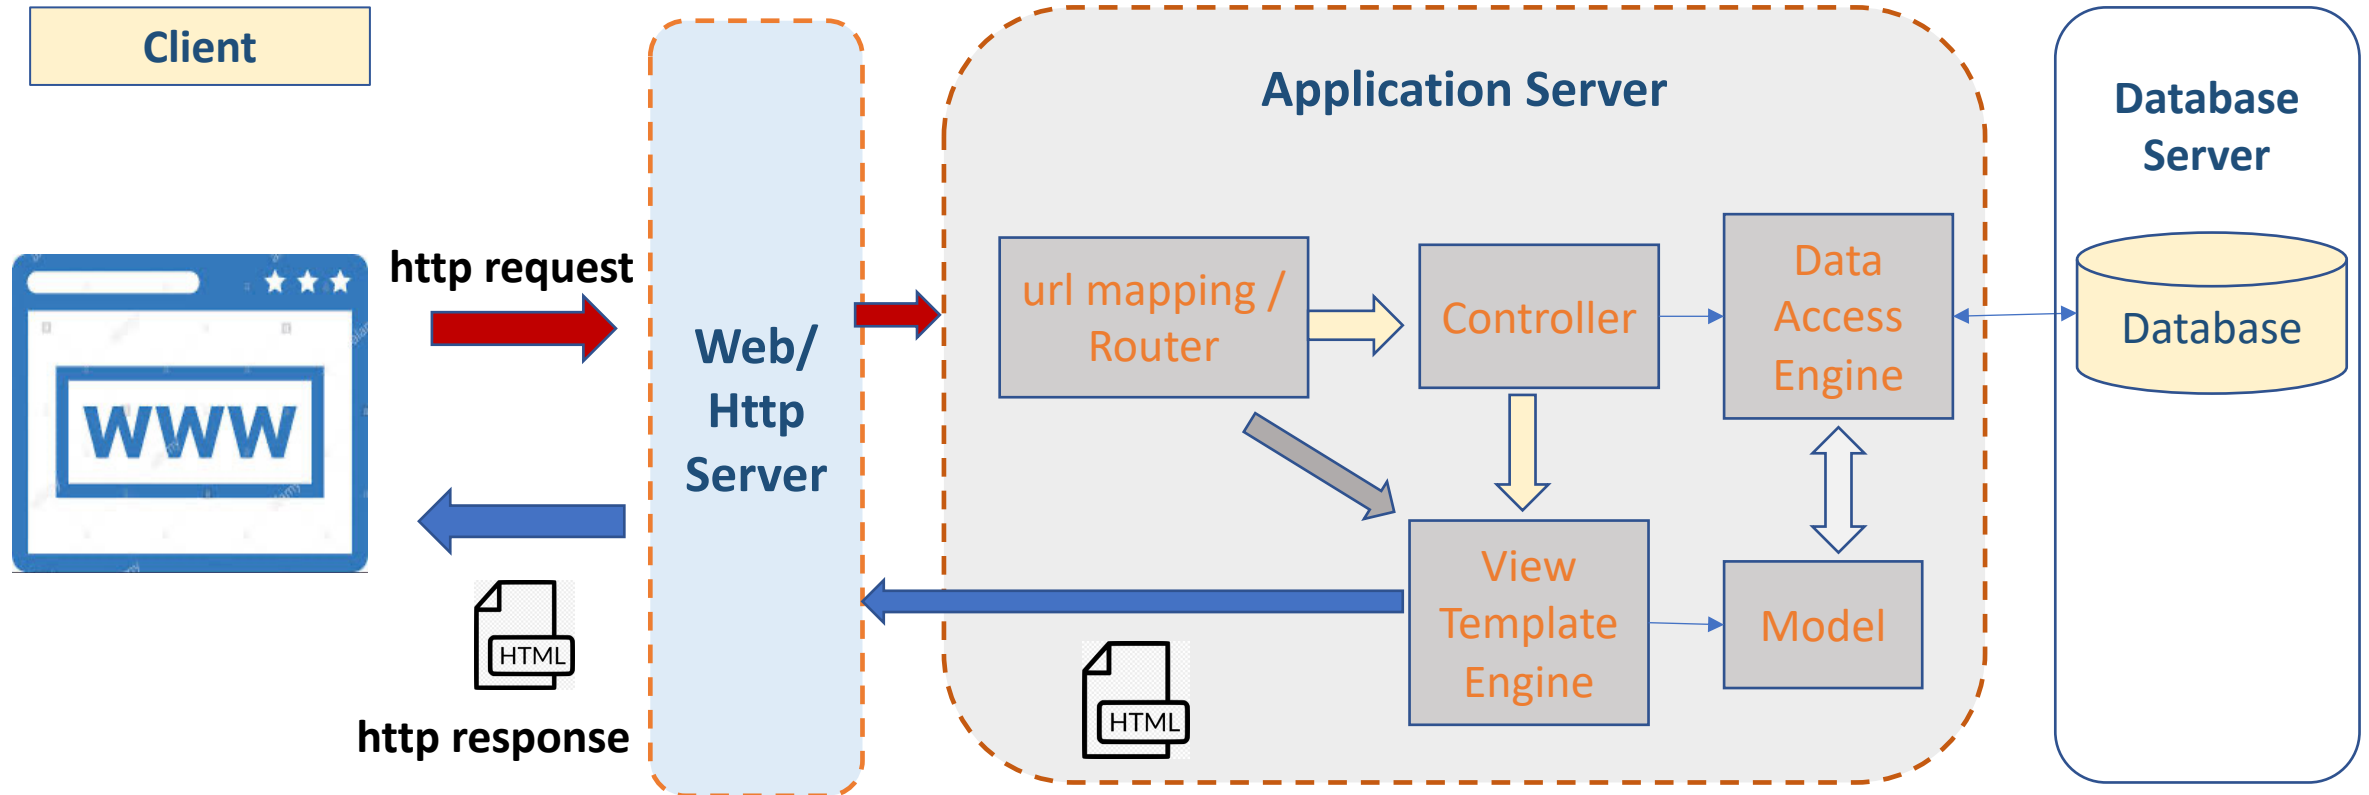 Client
Application Server
Database
Server
http request
WWW
Web/
Http
Server
url mapping /
Router
Controller
Data
Access
Engine
Database
View
Template
Engine
Model
HTML
HTML
http response